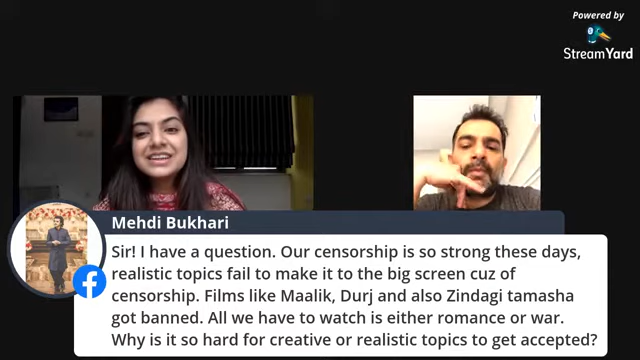 Powered by
StreamYard
Mehdi Bukhari
Sir! I have a question. Our censorship is so strong these days,
realistic topics fail to make it to the big screen cuz of
censorship. Films like Maalik, Durj and also Zindagi tamasha
got banned. All we have to watch is either romance or war.
Why is it so hard for creative or realistic topics to get accepted?